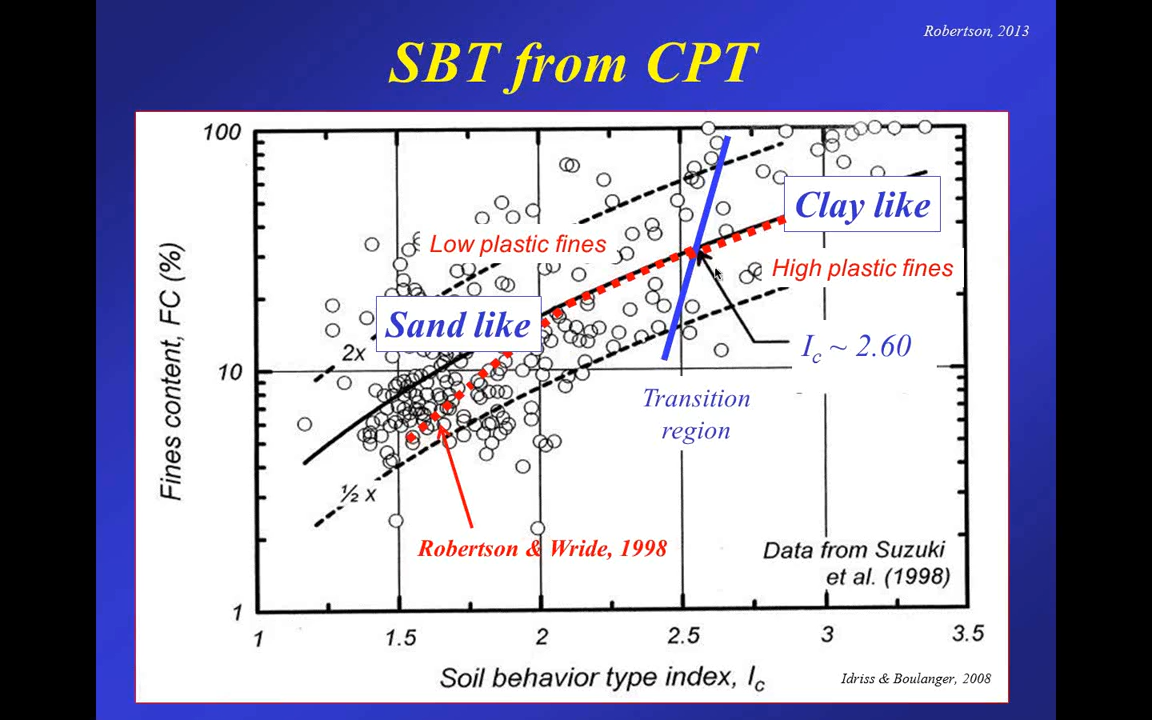 Robertson, 2013
SBT from CPT
100
10
1
Fines content, FC (%)
Low plastic fines
Clay like
High plastic fines
Sand like
2x
Ic ~ 2.60
Transition
region
½ x
Robertson & Wride, 1998
Data from Suzuki
et al. (1998)
1 1.5 2 2.5 3 3.5
Soil behavior type index, Ic
Idriss & Boulanger, 2008